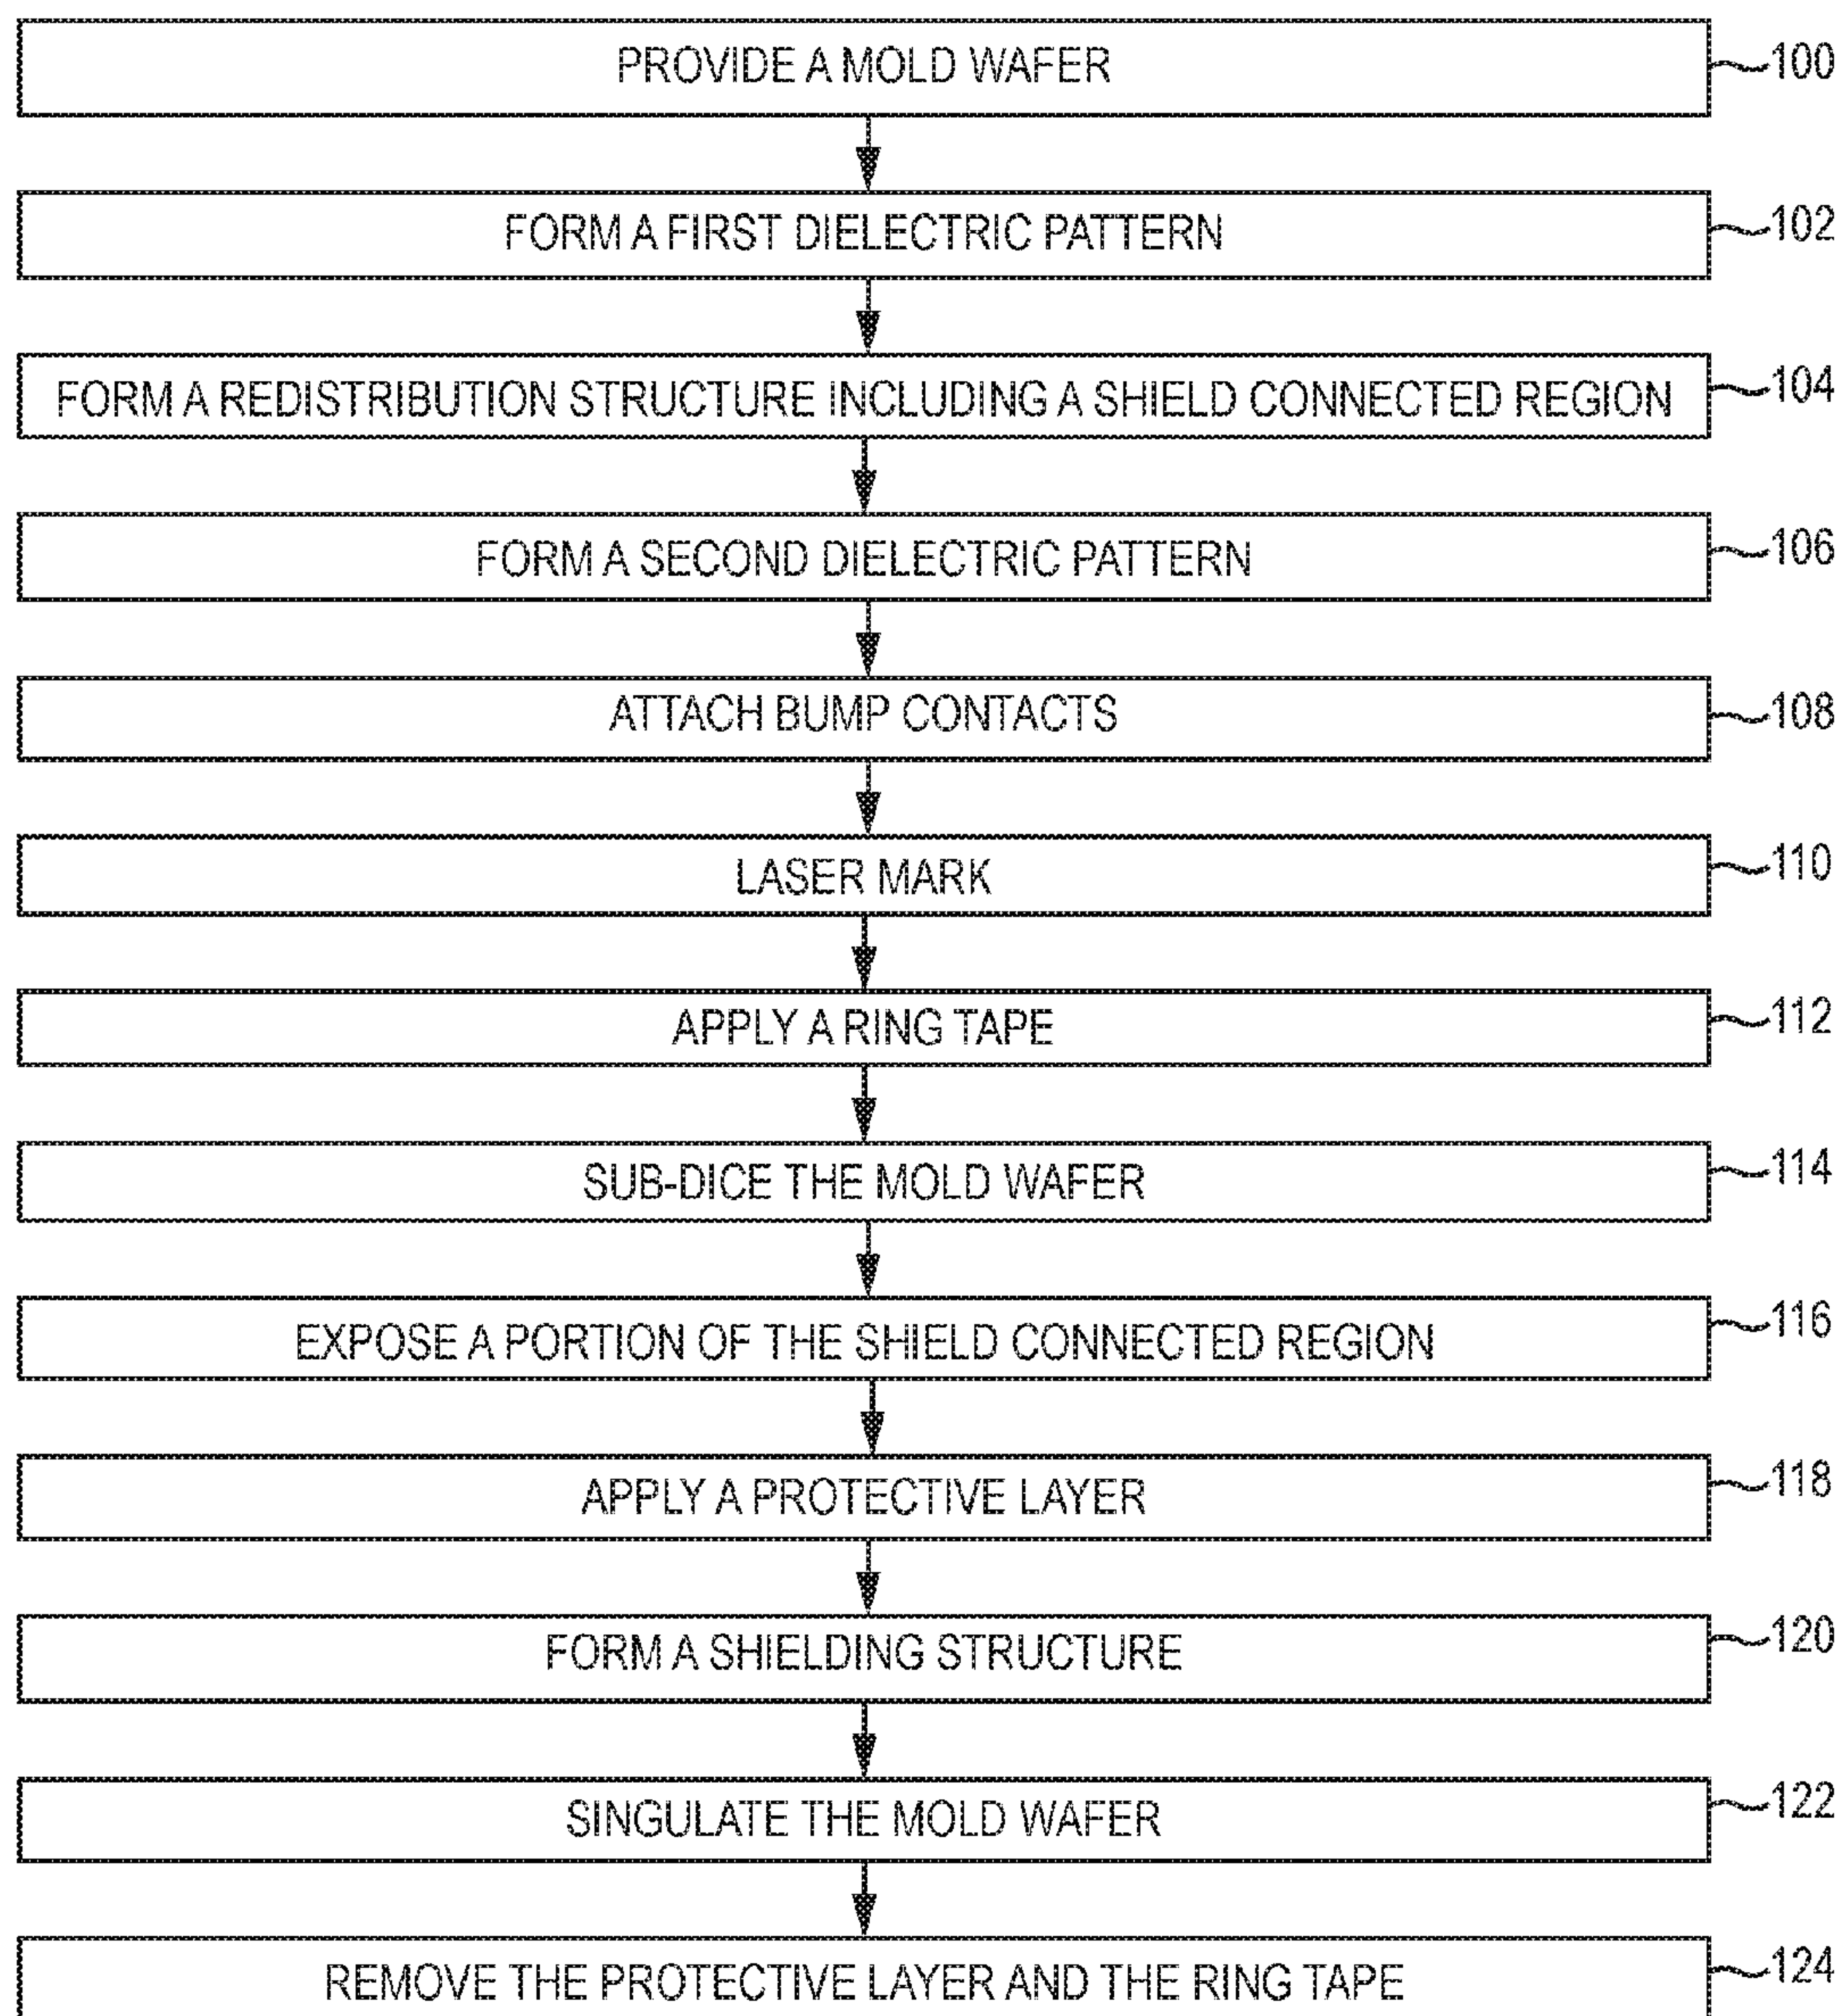 PROVIDE A MOLD WAFER 100
FORM A FIRST DIELECTRIC PATTERN 102
FORM A REDISTRIBUTION STRUCTURE INCLUDING A SHIELD CONNECTED REGION 104
FORM A SECOND DIELECTRIC PATTERN 106
ATTACH BUMP CONTACTS 108
LASER MARK 110
APPLY A RING TAPE 112
SUB-DICE THE MOLD WAFER 114
EXPOSE A PORTION OF THE SHIELD CONNECTED REGION 116
APPLY A PROTECTIVE LAYER 118
FORM A SHIELDING STRUCTURE 120
SINGULATE THE MOLD WAFER 122
REMOVE THE PROTECTIVE LAYER AND THE RING TAPE 124